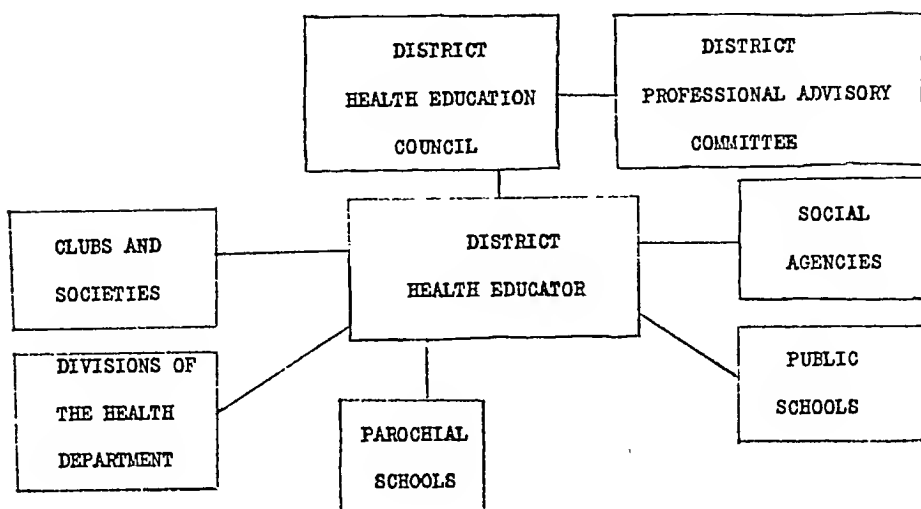 DISTRICT
HEALTH EDUCATION
COUNCIL
DISTRICT
PROFESSIONAL ADVISORY
COMMITTEE
CLUBS AND
SOCIETIES
DISTRICT
HEALTH EDUCATOR
SOCIAL
AGENCIES
DIVISIONS OF
THE HEALTH
DEPARTMENT
PAROCHIAL
SCHOOLS
PUBLIC
SCHOOLS